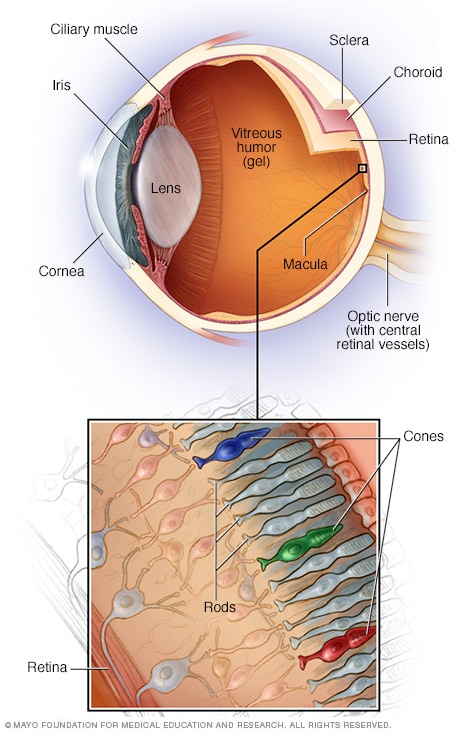 Ciliary muscle
Sclera
Choroid
Iris
Retina
Vitreous
humor
(gel)
Lens
Macula
Cornea
Optic nerve
(with central
retinal vessels)
Cones
Rods
Retina
© MAYO FOUNDATION FOR MEDICAL EDUCATION AND RESEARCH. ALL RIGHTS RESERVED.